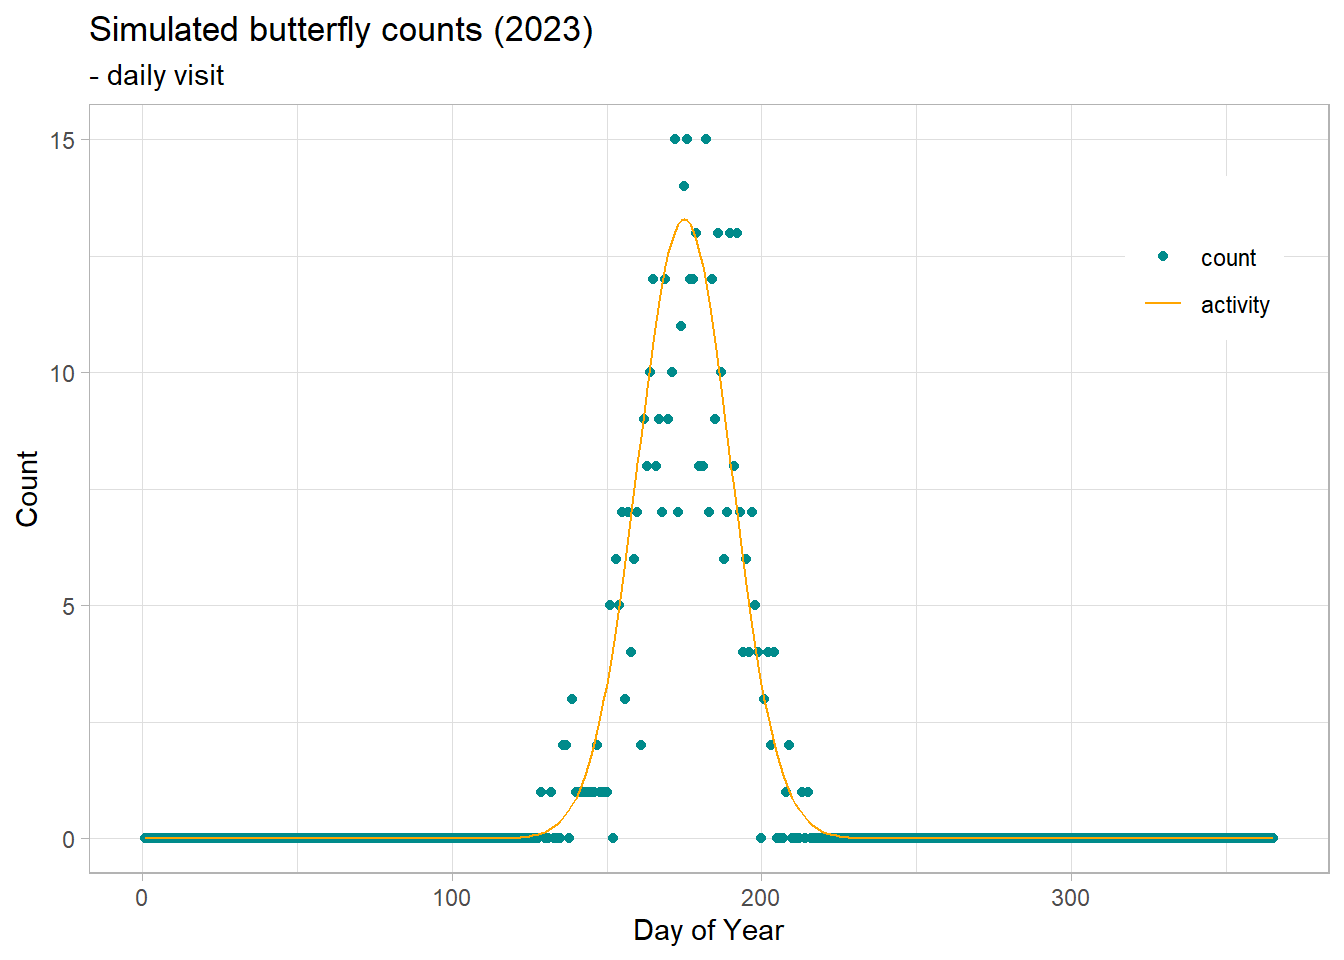 Simulated butterfly counts (2023)
- daily visit
15
10
5
0
Count
count
activity
0 100 200 300
Day of Year